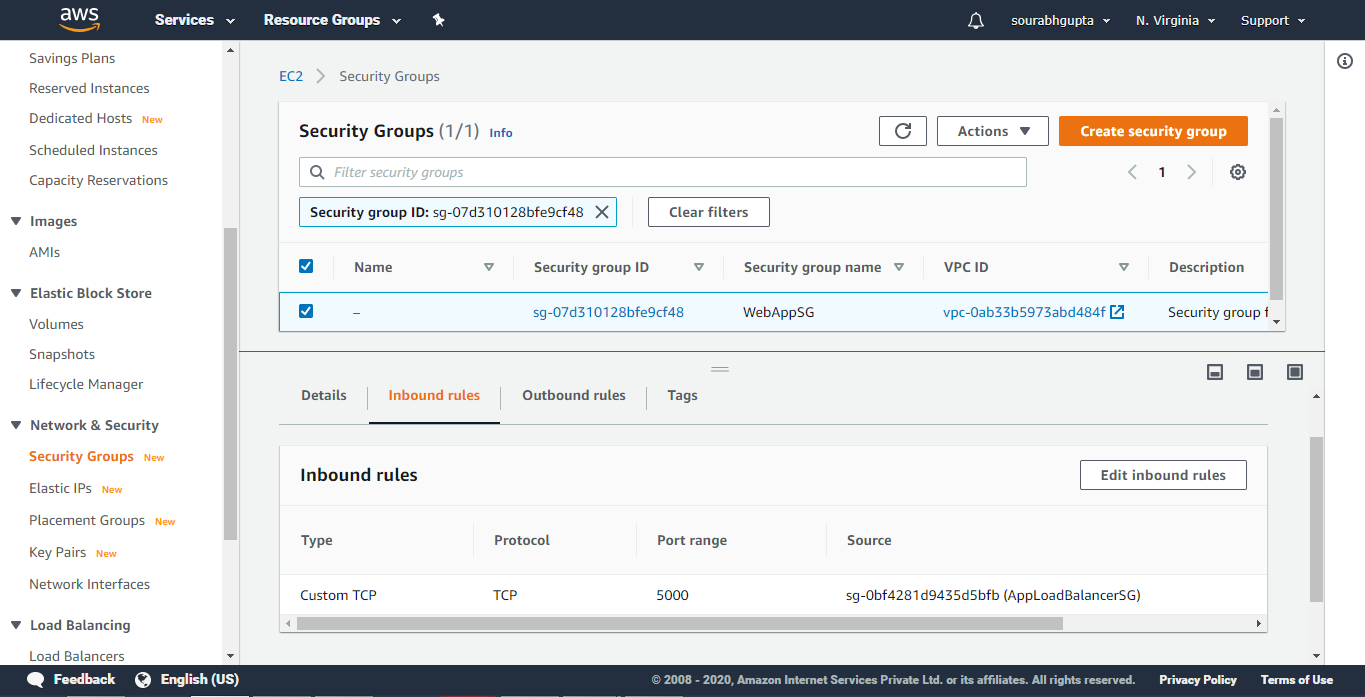 aws Services Resource Groups sourabhgupta N. Virginia Support
Savings Plans
Reserved Instances
Dedicated Hosts New
Scheduled Instances
Capacity Reservations
Images
AMIs
Elastic Block Store
Volumes
Snapshots
Lifecycle Manager
Network & Security
Security Groups New
Elastic IPs New
Placement Groups New
Key Pairs New
Network Interfaces
Load Balancing
Load Balancers
EC2 Security Groups
Security Groups (1/1) Info Actions Create security group
Filter security groups 1
Security group ID: sg-07d310128bfe9cf48 Clear filters
Name Security group ID Security group name VPC ID Description
– sg-07d310128bfe9cf48 WebAppSG vpc-0ab33b5973abd484f Security group f
Details Inbound rules Outbound rules Tags
Inbound rules Edit inbound rules
Type Protocol Port range Source
Custom TCP TCP 5000 sg-0bf4281d9435d5bfb (AppLoadBalancerSG)
Feedback English (US) © 2008 - 2020, Amazon Internet Services Private Ltd. or its affiliates. All rights reserved. Privacy Policy Terms of Use